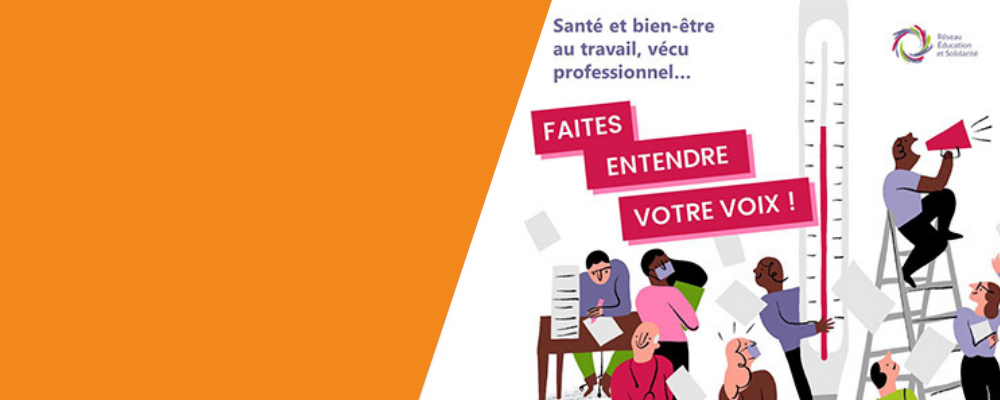 Santé et bien-être
au travail, vécu
professionnel...
Réseau
Éducation
et Solidarité
FAITES
ENTENDRE
VOTRE VOIX !